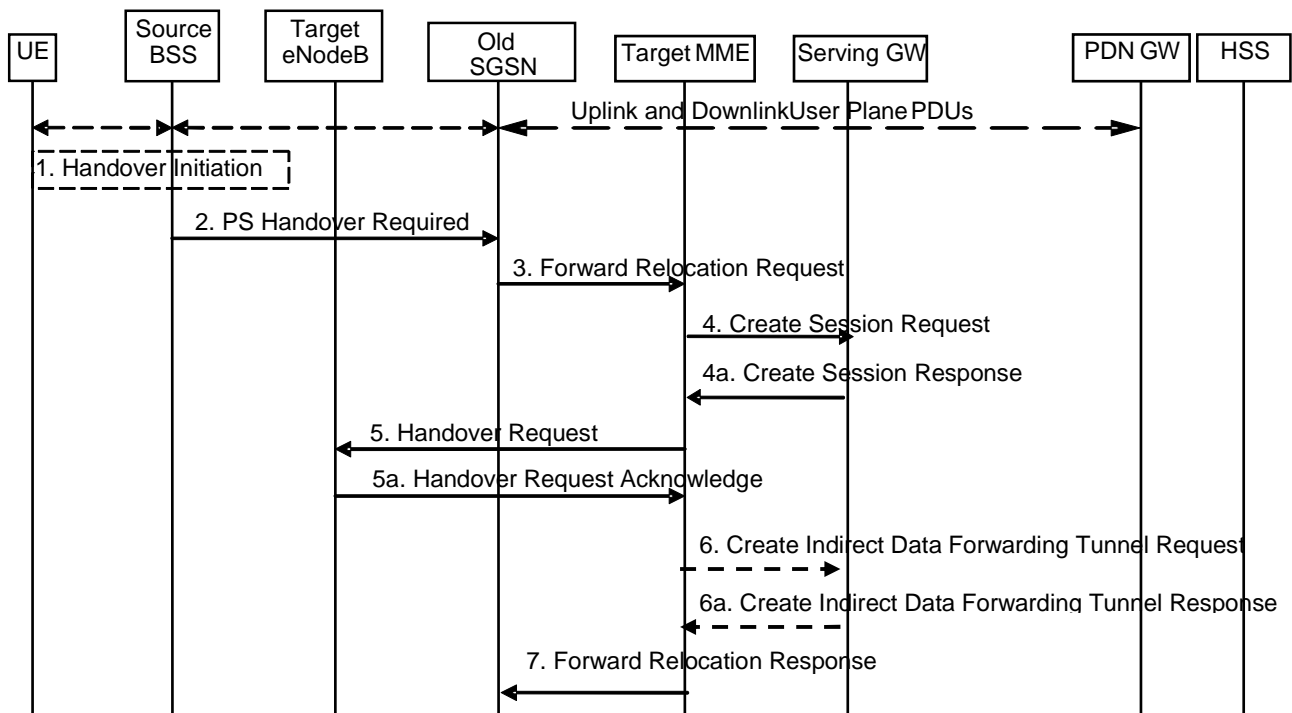 UE
Source
BSS
Target
eNodeB
Old
SGSN
Target MME
Serving GW
PDN GW
HSS
Uplink and Downlink User Plane PDUs
1. Handover Initiation
2. PS Handover Required
3. Forward Relocation Request
4. Create Session Request
4a. Create Session Response
5. Handover Request
5a. Handover Request Acknowledge
6. Create Indirect Data Forwarding Tunnel Request
6a. Create Indirect Data Forwarding Tunnel Response
7. Forward Relocation Response